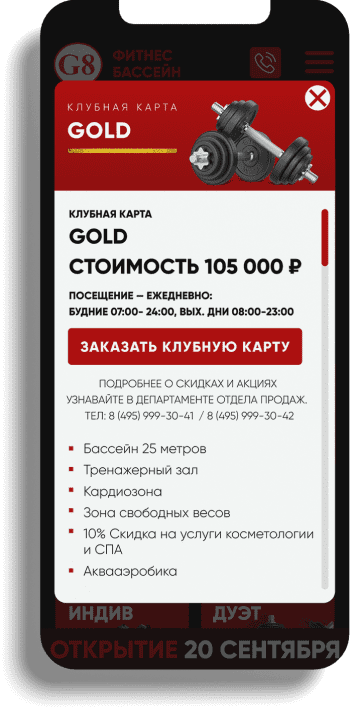 G8 ФИТНЕС
БАССЕЙН
КЛУБНАЯ КАРТА
GOLD
КЛУБНАЯ КАРТА
GOLD
СТОИМОСТЬ 105 000 ₽
ПОСЕЩЕНИЕ — ЕЖЕДНЕВНО:
БУДНИЕ 07:00- 24:00, ВЫХ. ДНИ 08:00-23:00
ЗАКАЗАТЬ КЛУБНУЮ КАРТУ
ПОДРОБНЕЕ О СКИДКАХ И АКЦИЯХ
УЗНАВАЙТЕ В ДЕПАРТАМЕНТЕ ОТДЕЛА ПРОДАЖ.
ТЕЛ: 8 (495) 999-30-41 / 8 (495) 999-30-42
Бассейн 25 метров
Тренажерный зал
Кардиозона
Зона свободных весов
10% Скидка на услуги косметологии
и СПА
Аквааэробика
ИНДИВ ДУЭТ
ОТКРЫТИЕ 20 СЕНТЯБРЯ